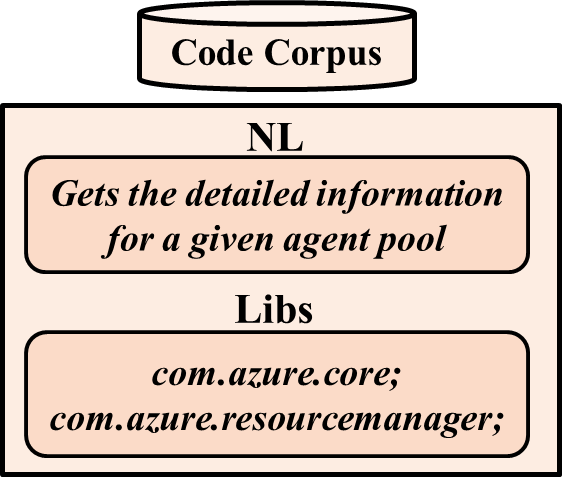 Code Corpus
NL
Gets the detailed information
for a given agent pool
Libs
com.azure.core;
com.azure.resourcemanager;